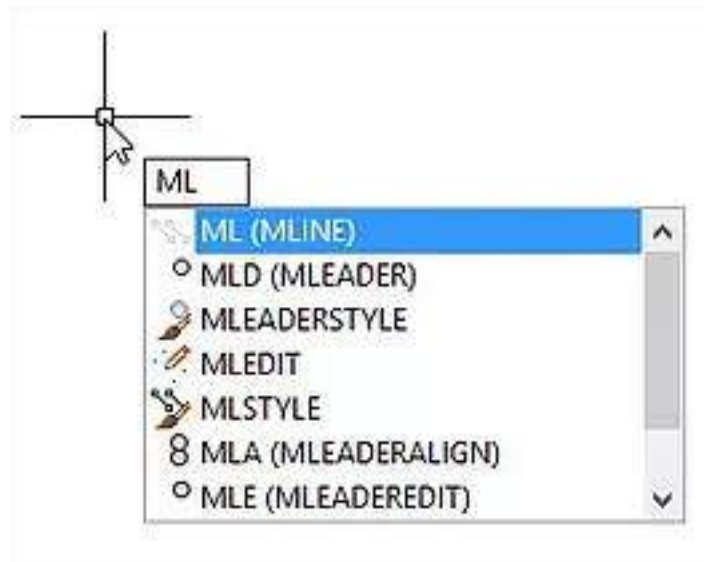 ML
ML (MLINE)
MLD (MLEADER)
MLEADERSTYLE
MLEDIT
MLSTYLE
MLA (MLEADERALIGN)
MLE (MLEADEREDIT)